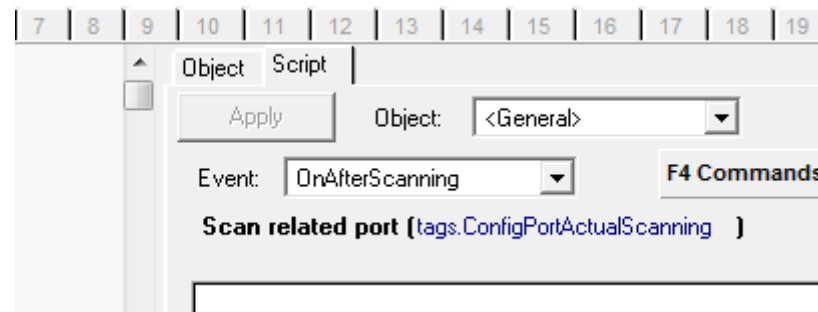 7 8 9 10 11 12 13 14 15 16 17 18 19
Object Script
Apply Object: <General>
Event: OnAfterScanning F4 Commands
Scan related port (tags.ConfigPortActualScanning )